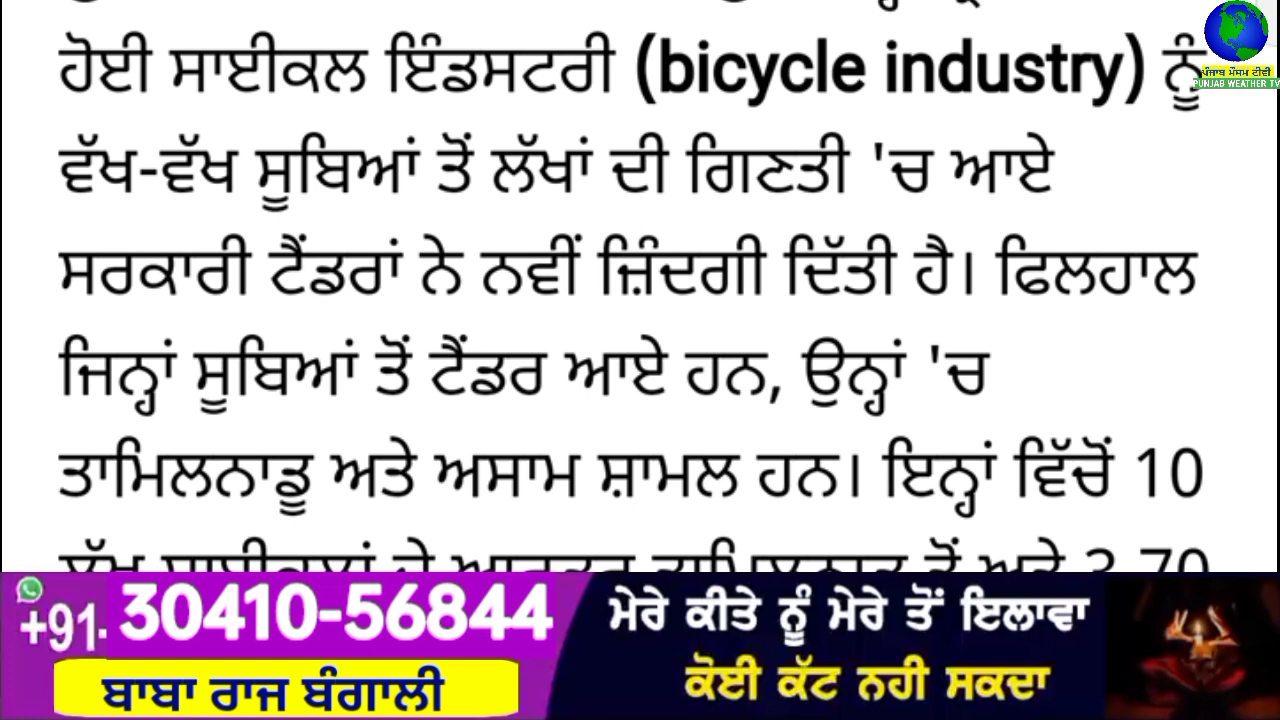 ਹੋਈ ਸਾਈਕਲ ਇੰਡਸਟਰੀ (bicycle industry) ਨੂੰ
ਵੱਖ-ਵੱਖ ਸੂਬਿਆਂ ਤੋਂ ਲੱਖਾਂ ਦੀ ਗਿਣਤੀ 'ਚ ਆਏ
ਸਰਕਾਰੀ ਟੈਂਡਰਾਂ ਨੇ ਨਵੀਂ ਜ਼ਿੰਦਗੀ ਦਿੱਤੀ ਹੈ। ਫਿਲਹਾਲ
ਜਿਨ੍ਹਾਂ ਸੂਬਿਆਂ ਤੋਂ ਟੈਂਡਰ ਆਏ ਹਨ, ਉਨ੍ਹਾਂ 'ਚ
ਤਾਮਿਲਨਾਡੂ ਅਤੇ ਅਸਾਮ ਸ਼ਾਮਲ ਹਨ। ਇਨ੍ਹਾਂ ਵਿੱਚੋਂ 10
ਪੰਜਾਬ ਮੌਸਮ ਟੀਵੀ
PUNJAB WEATHER TV
+91- 30410-56844
ਬਾਬਾ ਰਾਜ ਬੰਗਾਲੀ
ਮੇਰੇ ਕੀਤੇ ਨੂੰ ਮੇਰੇ ਤੋਂ ਇਲਾਵਾ
ਕੋਈ ਕੱਟ ਨਹੀ ਸਕਦਾ